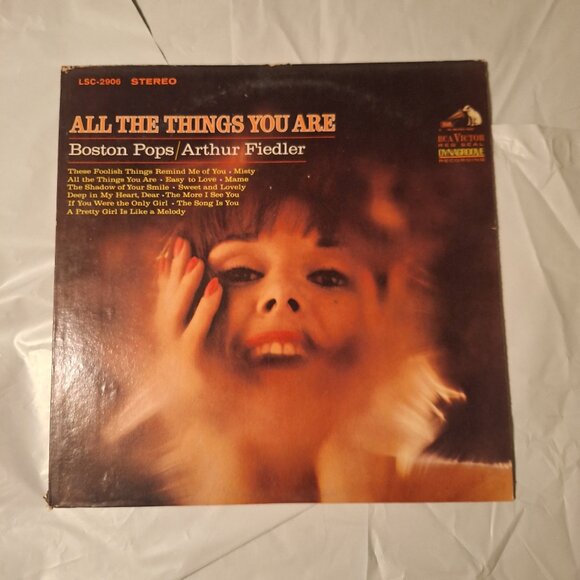 LSC-2906 STEREO
ALL THE THINGS YOU ARE
Boston Pops/Arthur Fiedler
These Foolish Things Remind Me of You • Misty
All the Things You Are • Easy to Love • Mame
The Shadow of Your Smile • Sweet and Lovely
Deep in My Heart, Dear • The More I See You
If You Were the Only Girl • The Song Is You
A Pretty Girl Is Like a Melody
RCA VICTOR
RED SEAL
DYNAGROOVE
RECORDING